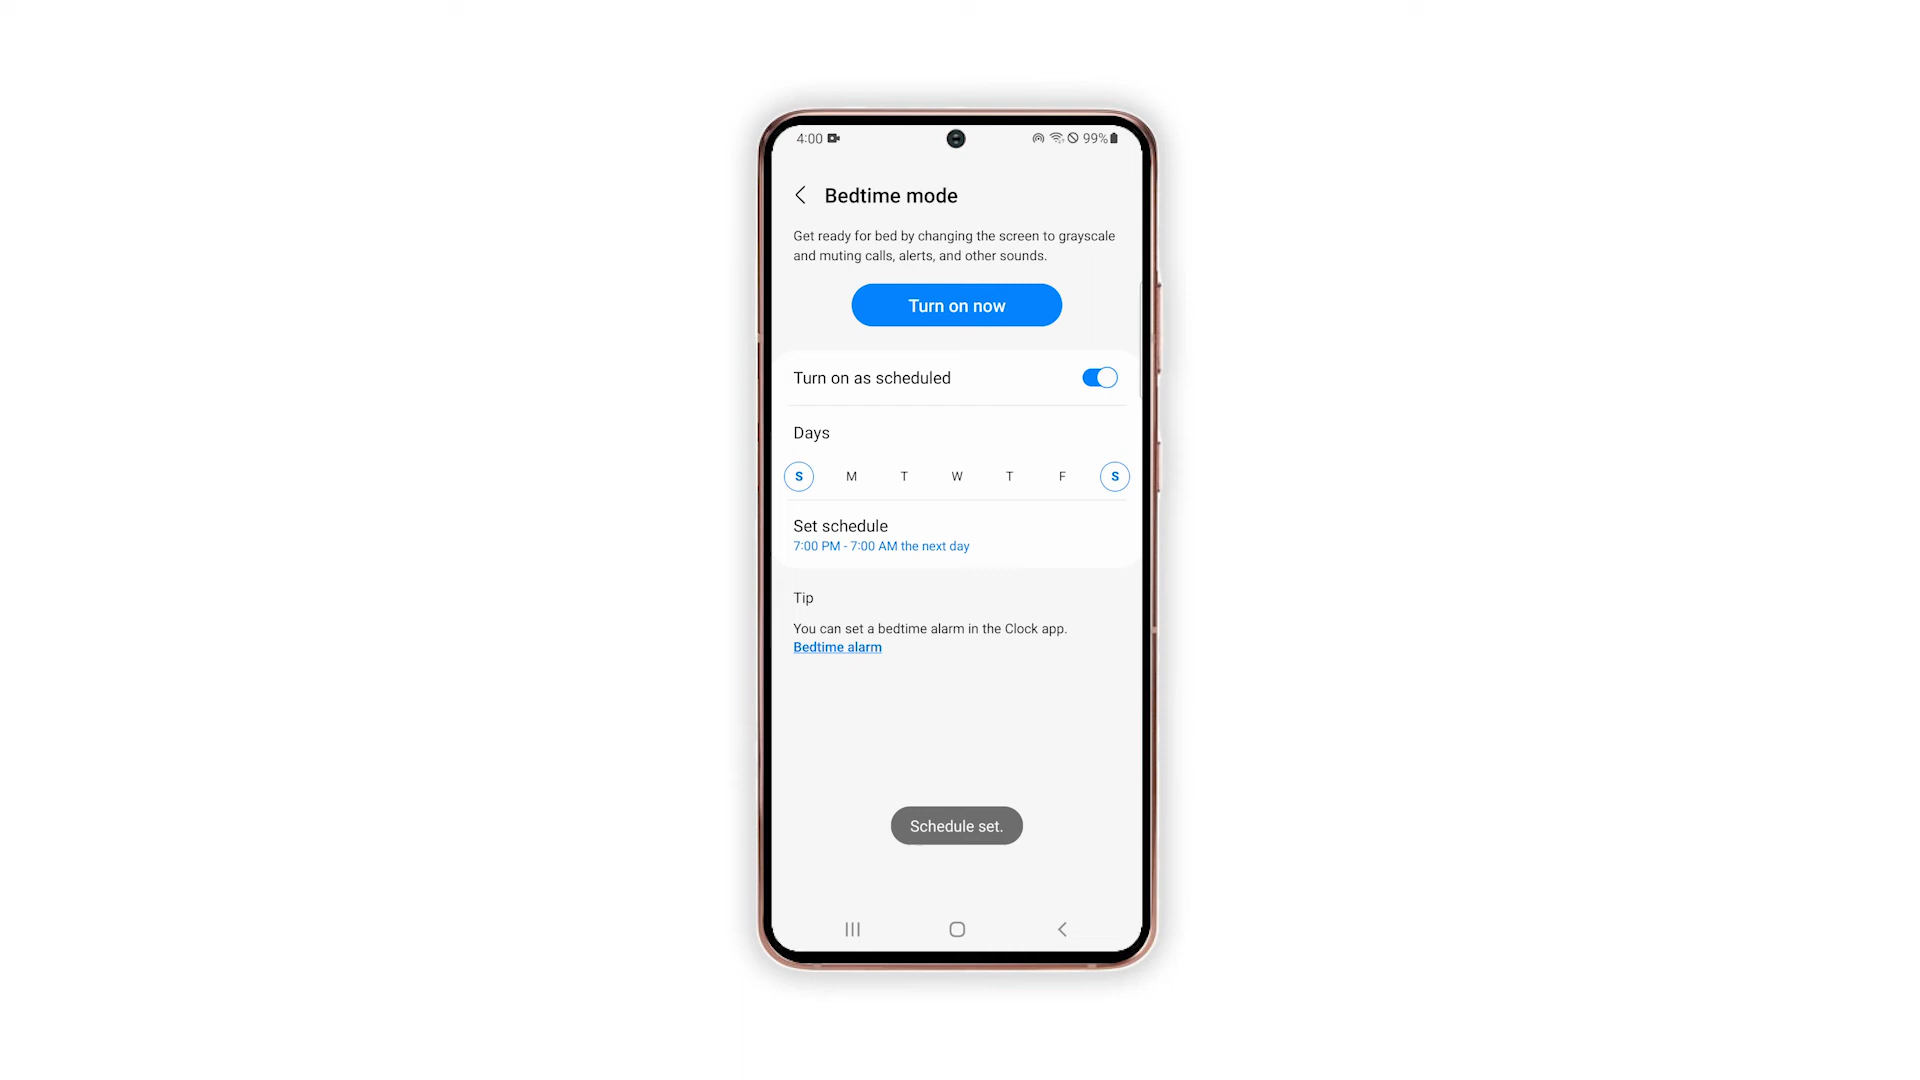 4:00 99%
Bedtime mode
Get ready for bed by changing the screen to grayscale
and muting calls, alerts, and other sounds.
Turn on now
Turn on as scheduled
Days
S M T W T F S
Set schedule
7:00 PM - 7:00 AM the next day
Tip
You can set a bedtime alarm in the Clock app.
Bedtime alarm
Schedule set.